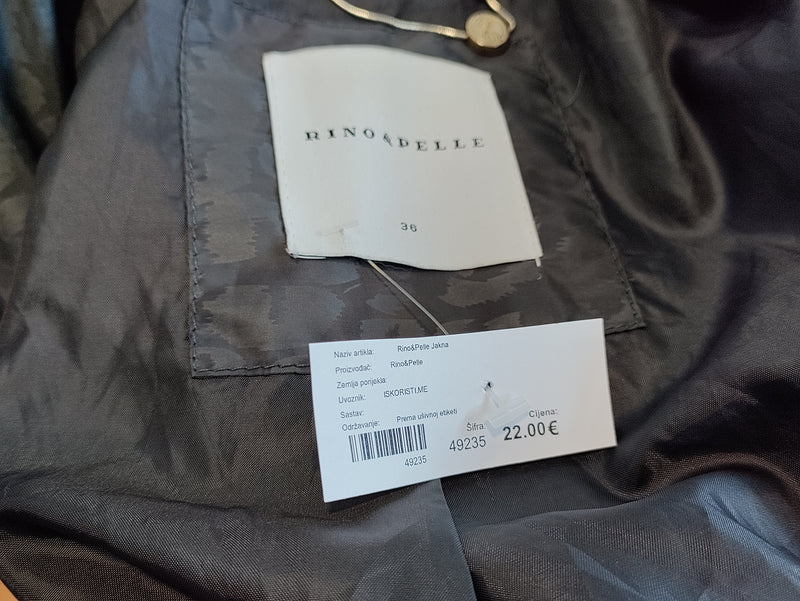 RINO&PELLE
36
Naziv artikla: Rino&Pelle Jakna
Proizvođač: Rino&Pelle
Zemlja porijekla:
Uvoznik: ISKORISTI.ME
Sastav:
Održavanje: Prema ušivnoj etiketi
49235
Šifra:
49235
Cijena:
22.00€